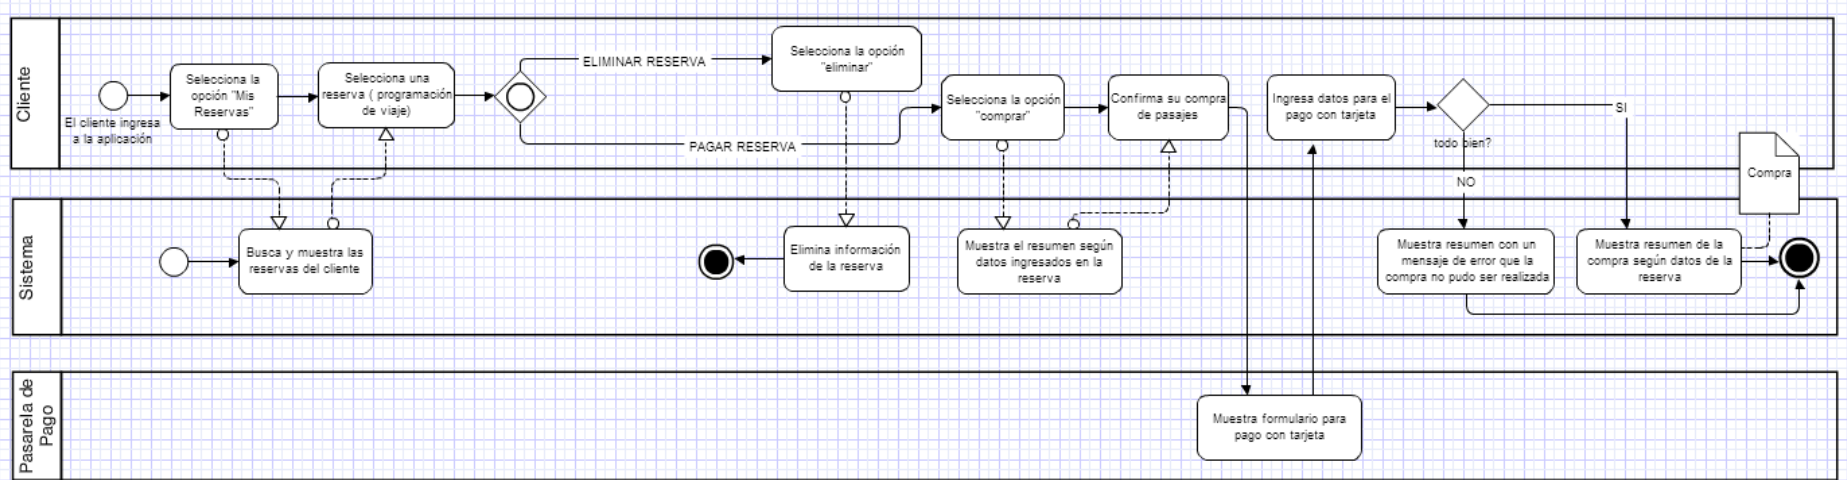 Cliente
El cliente ingresa
a la aplicación
Selecciona la
opción "Mis
Reservas"
Selecciona una
reserva ( programación
de viaje)
ELIMINAR RESERVA
PAGAR RESERVA
Selecciona la opción
"eliminar"
Selecciona la opción
"comprar"
Confirma su compra
de pasajes
Ingresa datos para el
pago con tarjeta
todo bien?
SI
NO
Compra
Sistema
Busca y muestra las
reservas del cliente
Elimina información
de la reserva
Muestra el resumen según
datos ingresados en la
reserva
Muestra resumen con un
mensaje de error que la
compra no pudo ser realizada
Muestra resumen de la
compra según datos de la
reserva
Pasarela de
Pago
Muestra formulario para
pago con tarjeta